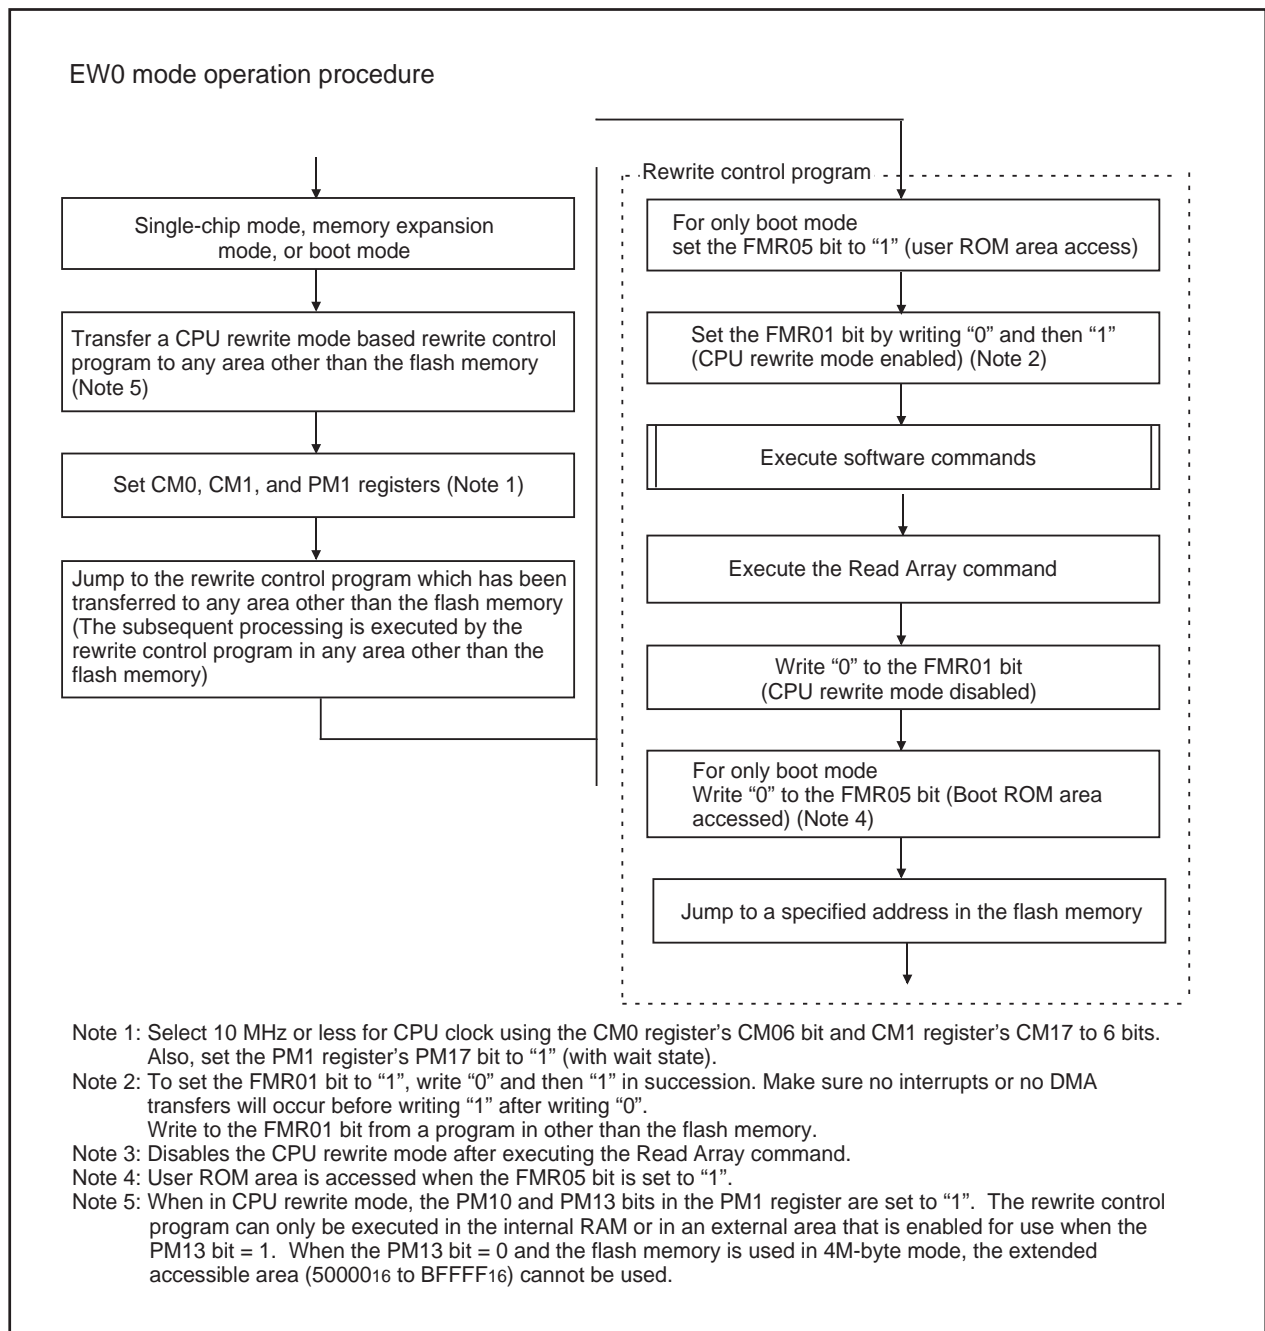 EW0 mode operation procedure
Single-chip mode, memory expansion
mode, or boot mode
Transfer a CPU rewrite mode based rewrite control
program to any area other than the flash memory
(Note 5)
Set CM0, CM1, and PM1 registers (Note 1)
Jump to the rewrite control program which has been
transferred to any area other than the flash memory
(The subsequent processing is executed by the
rewrite control program in any area other than the
flash memory)
Rewrite control program
For only boot mode
set the FMR05 bit to “1” (user ROM area access)
Set the FMR01 bit by writing “0” and then “1”
(CPU rewrite mode enabled) (Note 2)
Execute software commands
Execute the Read Array command
Write “0” to the FMR01 bit
(CPU rewrite mode disabled)
For only boot mode
Write “0” to the FMR05 bit (Boot ROM area
accessed) (Note 4)
Jump to a specified address in the flash memory
Note 1: Select 10 MHz or less for CPU clock using the CM0 register’s CM06 bit and CM1 register’s CM17 to 6 bits.
Also, set the PM1 register’s PM17 bit to “1” (with wait state).
Note 2: To set the FMR01 bit to “1”, write “0” and then “1” in succession. Make sure no interrupts or no DMA
transfers will occur before writing “1” after writing “0”.
Write to the FMR01 bit from a program in other than the flash memory.
Note 3: Disables the CPU rewrite mode after executing the Read Array command.
Note 4: User ROM area is accessed when the FMR05 bit is set to “1”.
Note 5: When in CPU rewrite mode, the PM10 and PM13 bits in the PM1 register are set to “1”. The rewrite control
program can only be executed in the internal RAM or in an external area that is enabled for use when the
PM13 bit = 1. When the PM13 bit = 0 and the flash memory is used in 4M-byte mode, the extended
accessible area (5000016 to BFFFF16) cannot be used.